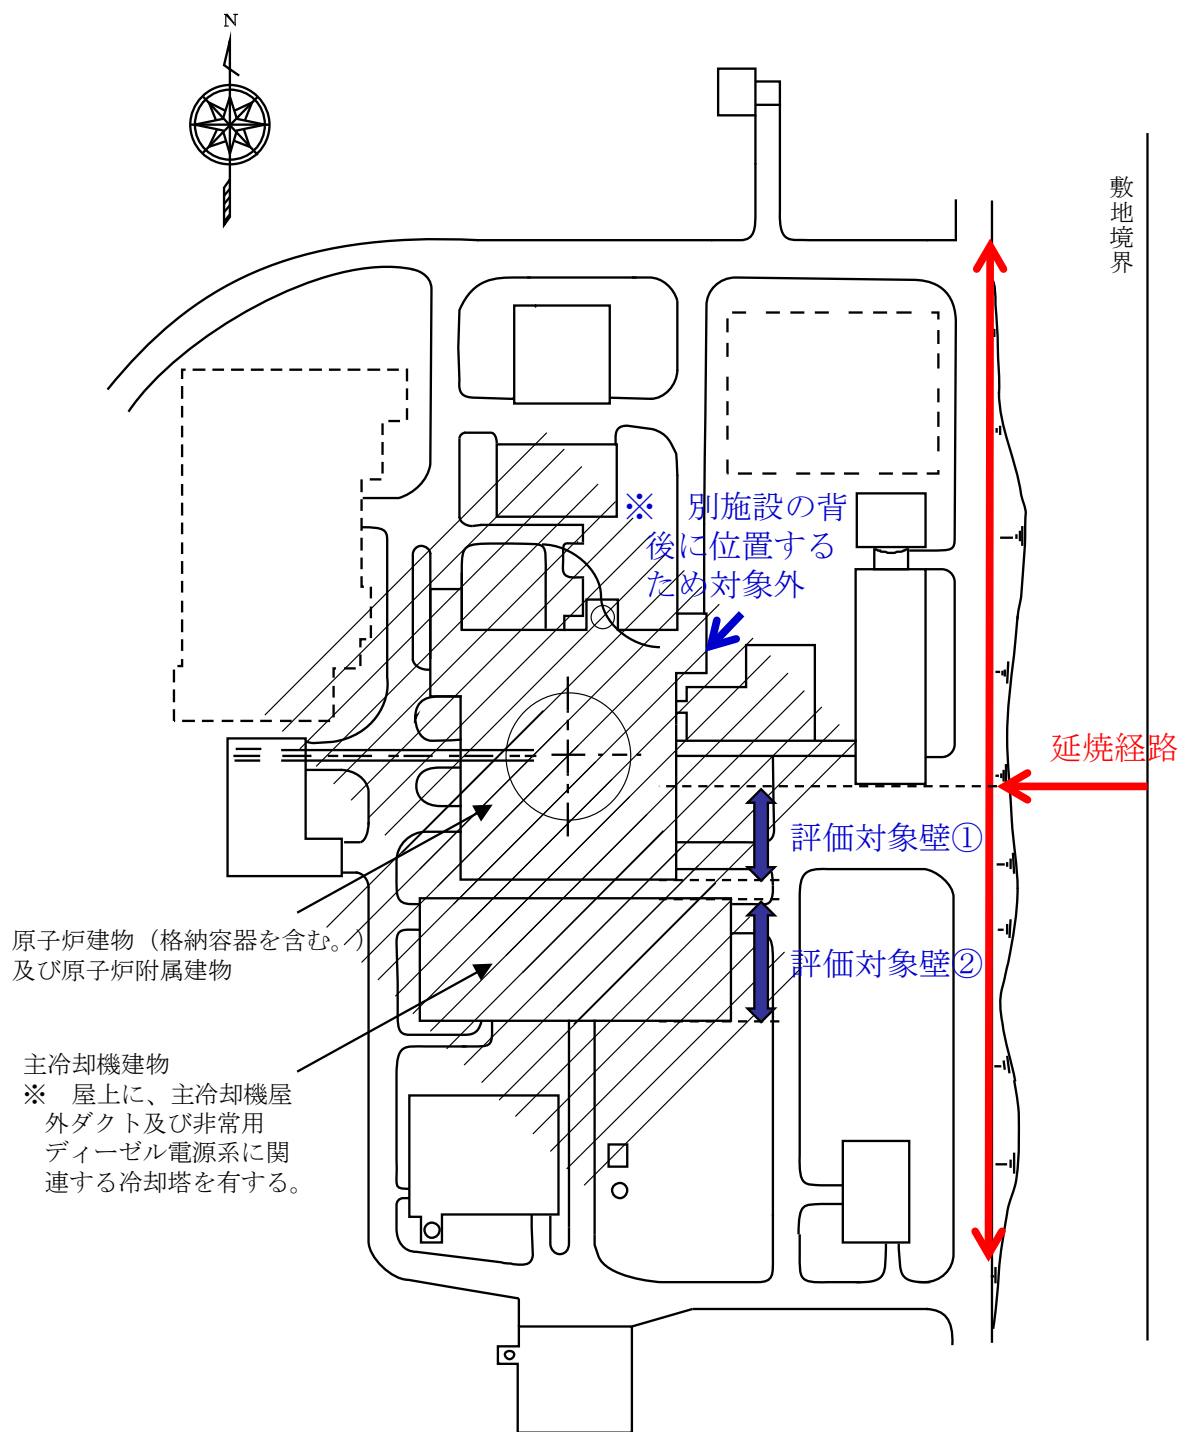 N
敷地境界
※　別施設の背
後に位置する
ため対象外
延焼経路
評価対象壁①
原子炉建物（格納容器を含む。）
及び原子炉附属建物
評価対象壁②
主冷却機建物
※　屋上に、主冷却機屋
外ダクト及び非常用
ディーゼル電源系に関
連する冷却塔を有する。